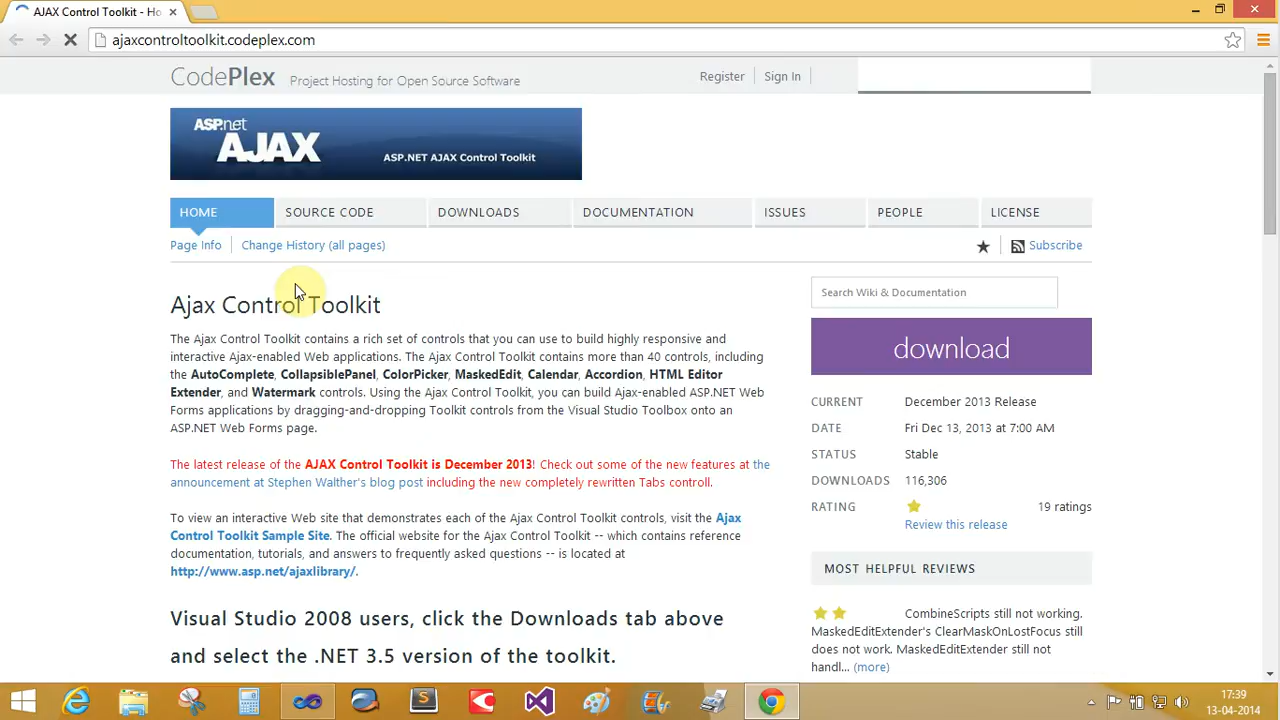 AJAX Control Toolkit - Ho
ajaxcontroltoolkit.codeplex.com
CodePlex Project Hosting for Open Source Software
Register Sign In
ASP.net
AJAX
ASP.NET AJAX Control Toolkit
HOME SOURCE CODE DOWNLOADS DOCUMENTATION ISSUES PEOPLE LICENSE
Page Info Change History (all pages)
Subscribe
Ajax Control Toolkit
The Ajax Control Toolkit contains a rich set of controls that you can use to build highly responsive and
interactive Ajax-enabled Web applications. The Ajax Control Toolkit contains more than 40 controls, including
the AutoComplete, CollapsiblePanel, ColorPicker, MaskedEdit, Calendar, Accordion, HTML Editor
Extender, and Watermark controls. Using the Ajax Control Toolkit, you can build Ajax-enabled ASP.NET Web
Forms applications by dragging-and-dropping Toolkit controls from the Visual Studio Toolbox onto an
ASP.NET Web Forms page.
The latest release of the AJAX Control Toolkit is December 2013! Check out some of the new features at the
announcement at Stephen Walther's blog post including the new completely rewritten Tabs controll.
To view an interactive Web site that demonstrates each of the Ajax Control Toolkit controls, visit the Ajax
Control Toolkit Sample Site. The official website for the Ajax Control Toolkit -- which contains reference
documentation, tutorials, and answers to frequently asked questions -- is located at
http://www.asp.net/ajaxlibrary/.
Visual Studio 2008 users, click the Downloads tab above
and select the .NET 3.5 version of the toolkit.
Search Wiki & Documentation
download
CURRENT December 2013 Release
DATE Fri Dec 13, 2013 at 7:00 AM
STATUS Stable
DOWNLOADS 116,306
RATING 19 ratings
Review this release
MOST HELPFUL REVIEWS
CombineScripts still not working.
MaskedEditExtender's ClearMaskOnLostFocus still
does not work. MaskedEditExtender still not
handl... (more)
17:39
13-04-2014